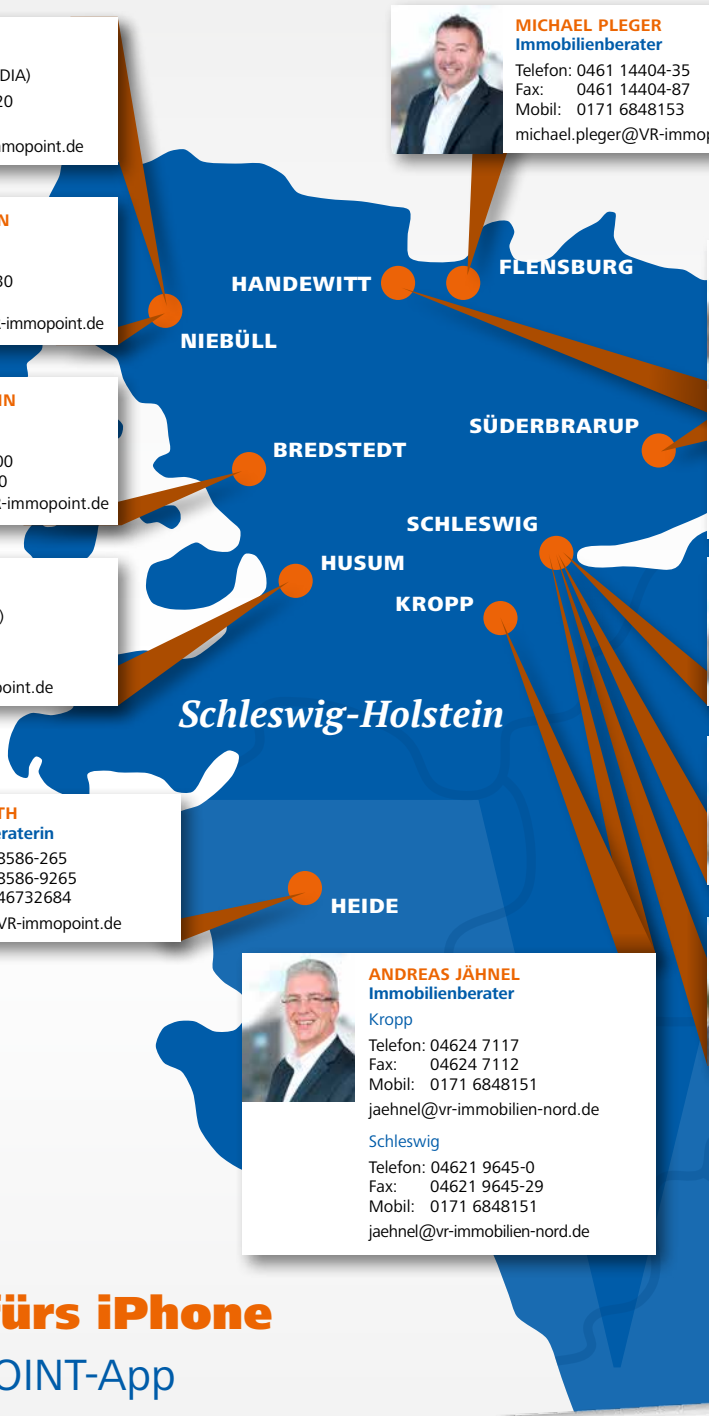 DIA)
20
mopoint.de
MICHAEL PLEGER
Immobilienberater
Telefon: 0461 14404-35
Fax: 0461 14404-87
Mobil: 0171 6848153
michael.pleger@VR-immop
N
30
-immopoint.de
HANDEWITT
FLENSBURG
NIEBÜLL
IN
00
0
-immopoint.de
SÜDERBRARUP
BREDSTEDT
SCHLESWIG
HUSUM
KROPP
)
oint.de
Schleswig-Holstein
TH
eraterin
8586-265
8586-9265
46732684
VR-immopoint.de
HEIDE
ANDREAS JÄHNEL
Immobilienberater
Kropp
Telefon: 04624 7117
Fax: 04624 7112
Mobil: 0171 6848151
jaehnel@vr-immobilien-nord.de
Schleswig
Telefon: 04621 9645-0
Fax: 04621 9645-29
Mobil: 0171 6848151
jaehnel@vr-immobilien-nord.de
fürs iPhone
OINT-App